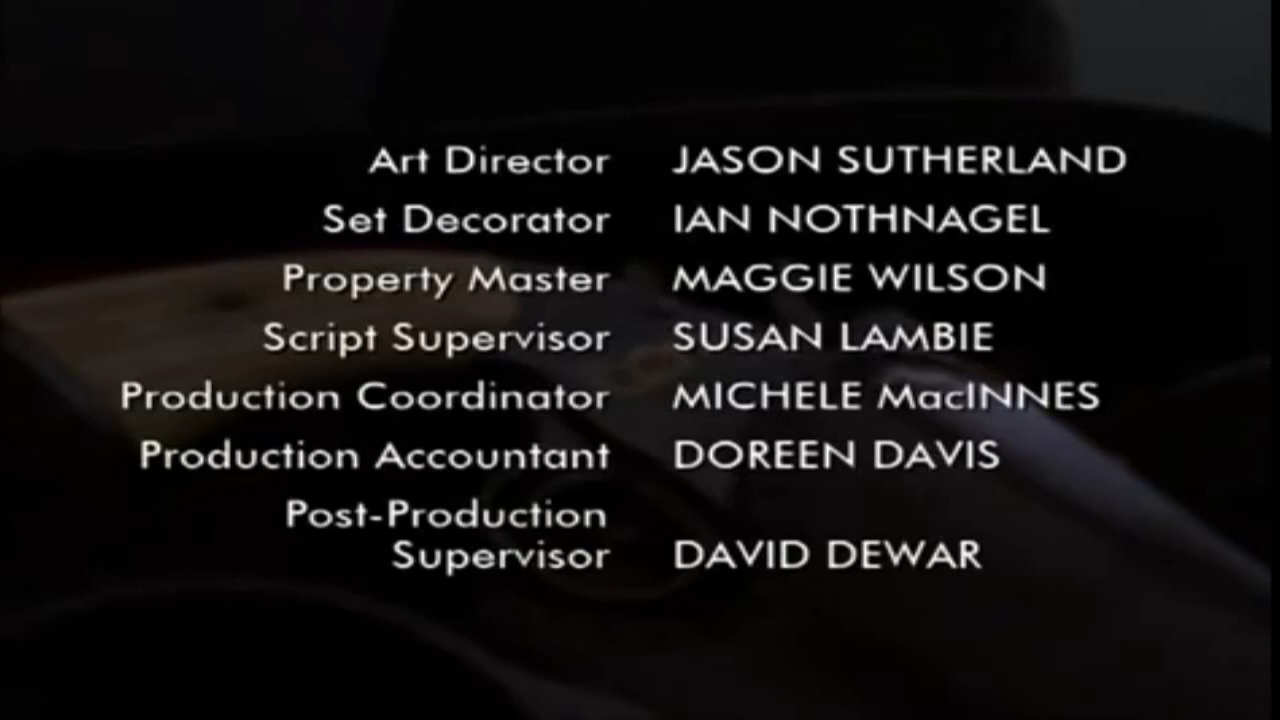 Art Director JASON SUTHERLAND
Set Decorator IAN NOTHNAGEL
Property Master MAGGIE WILSON
Script Supervisor SUSAN LAMBIE
Production Coordinator MICHELE MacINNES
Production Accountant DOREEN DAVIS
Post-Production
Supervisor DAVID DEWAR